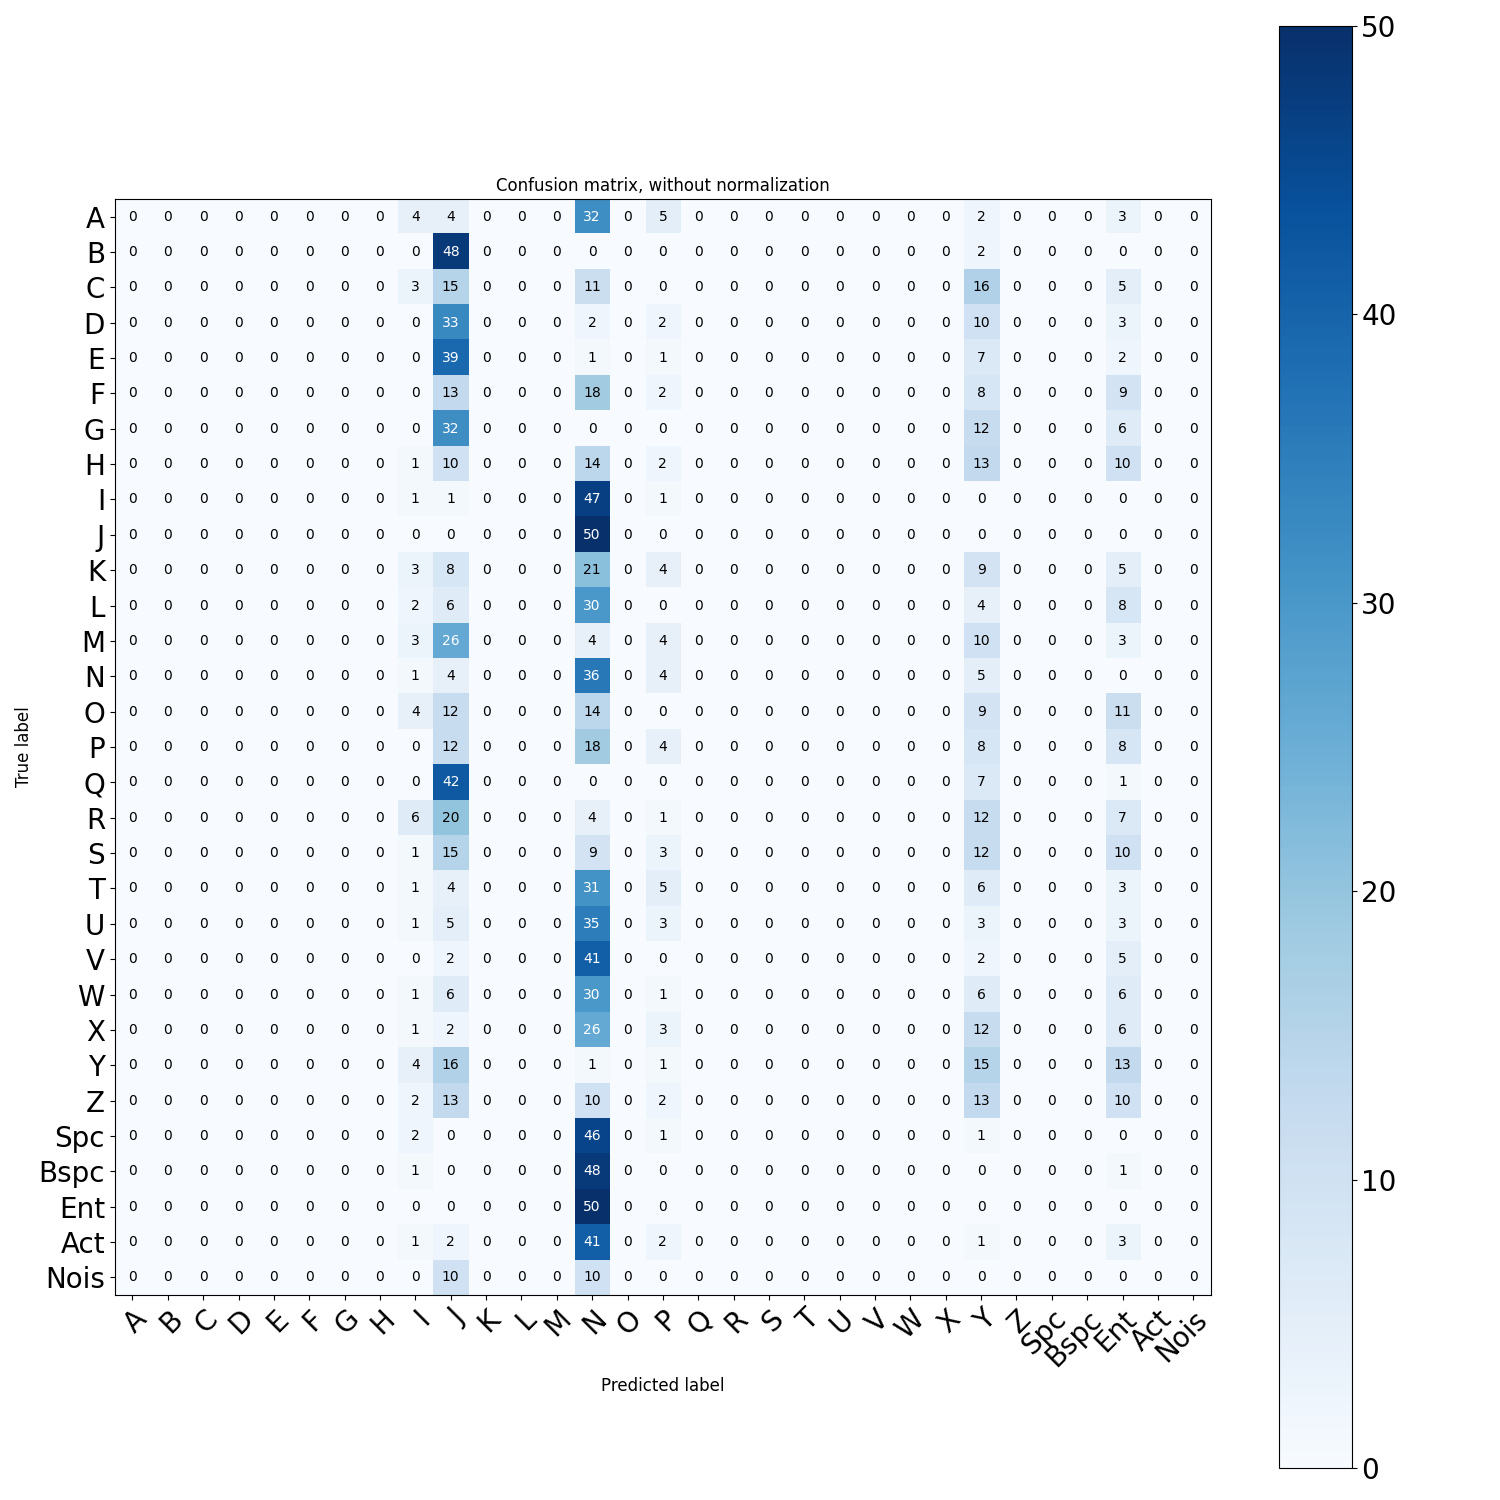 Confusion matrix, without normalization
A 0 0 0 0 0 0 0 0 4 4 0 0 0 32 0 5 0 0 0 0 0 0 0 0 2 0 0 0 3 0 0
B 0 0 0 0 0 0 0 0 0 48 0 0 0 0 0 0 0 0 0 0 0 0 0 0 2 0 0 0 0 0 0
C 0 0 0 0 0 0 0 0 3 15 0 0 0 11 0 0 0 0 0 0 0 0 0 0 16 0 0 0 5 0 0
D 0 0 0 0 0 0 0 0 0 33 0 0 0 2 0 2 0 0 0 0 0 0 0 0 10 0 0 0 3 0 0
E 0 0 0 0 0 0 0 0 0 39 0 0 0 1 0 1 0 0 0 0 0 0 0 0 7 0 0 0 2 0 0
F 0 0 0 0 0 0 0 0 0 13 0 0 0 18 0 2 0 0 0 0 0 0 0 0 8 0 0 0 9 0 0
G 0 0 0 0 0 0 0 0 0 32 0 0 0 0 0 0 0 0 0 0 0 0 0 0 12 0 0 0 6 0 0
H 0 0 0 0 0 0 0 0 1 10 0 0 0 14 0 2 0 0 0 0 0 0 0 0 13 0 0 0 10 0 0
I 0 0 0 0 0 0 0 0 1 1 0 0 0 47 0 1 0 0 0 0 0 0 0 0 0 0 0 0 0 0 0
J 0 0 0 0 0 0 0 0 0 0 0 0 0 50 0 0 0 0 0 0 0 0 0 0 0 0 0 0 0 0 0
K 0 0 0 0 0 0 0 0 3 8 0 0 0 21 0 4 0 0 0 0 0 0 0 0 9 0 0 0 5 0 0
L 0 0 0 0 0 0 0 0 2 6 0 0 0 30 0 0 0 0 0 0 0 0 0 0 4 0 0 0 8 0 0
M 0 0 0 0 0 0 0 0 3 26 0 0 0 4 0 4 0 0 0 0 0 0 0 0 10 0 0 0 3 0 0
N 0 0 0 0 0 0 0 0 1 4 0 0 0 36 0 4 0 0 0 0 0 0 0 0 5 0 0 0 0 0 0
O 0 0 0 0 0 0 0 0 4 12 0 0 0 14 0 0 0 0 0 0 0 0 0 0 9 0 0 0 11 0 0
P 0 0 0 0 0 0 0 0 0 12 0 0 0 18 0 4 0 0 0 0 0 0 0 0 8 0 0 0 8 0 0
Q 0 0 0 0 0 0 0 0 0 42 0 0 0 0 0 0 0 0 0 0 0 0 0 0 7 0 0 0 1 0 0
R 0 0 0 0 0 0 0 0 6 20 0 0 0 4 0 1 0 0 0 0 0 0 0 0 12 0 0 0 7 0 0
S 0 0 0 0 0 0 0 0 1 15 0 0 0 9 0 3 0 0 0 0 0 0 0 0 12 0 0 0 10 0 0
T 0 0 0 0 0 0 0 0 1 4 0 0 0 31 0 5 0 0 0 0 0 0 0 0 6 0 0 0 3 0 0
U 0 0 0 0 0 0 0 0 1 5 0 0 0 35 0 3 0 0 0 0 0 0 0 0 3 0 0 0 3 0 0
V 0 0 0 0 0 0 0 0 0 2 0 0 0 41 0 0 0 0 0 0 0 0 0 0 2 0 0 0 5 0 0
W 0 0 0 0 0 0 0 0 1 6 0 0 0 30 0 1 0 0 0 0 0 0 0 0 6 0 0 0 6 0 0
X 0 0 0 0 0 0 0 0 1 2 0 0 0 26 0 3 0 0 0 0 0 0 0 0 12 0 0 0 6 0 0
Y 0 0 0 0 0 0 0 0 4 16 0 0 0 1 0 1 0 0 0 0 0 0 0 0 15 0 0 0 13 0 0
Z 0 0 0 0 0 0 0 0 2 13 0 0 0 10 0 2 0 0 0 0 0 0 0 0 13 0 0 0 10 0 0
Spc 0 0 0 0 0 0 0 0 2 0 0 0 0 46 0 1 0 0 0 0 0 0 0 0 1 0 0 0 0 0 0
Bspc 0 0 0 0 0 0 0 0 1 0 0 0 0 48 0 0 0 0 0 0 0 0 0 0 0 0 0 0 1 0 0
Ent 0 0 0 0 0 0 0 0 0 0 0 0 0 50 0 0 0 0 0 0 0 0 0 0 0 0 0 0 0 0 0
Act 0 0 0 0 0 0 0 0 1 2 0 0 0 41 0 2 0 0 0 0 0 0 0 0 1 0 0 0 3 0 0
Nois 0 0 0 0 0 0 0 0 0 10 0 0 0 10 0 0 0 0 0 0 0 0 0 0 0 0 0 0 0 0 0
A B C D E F G H I J K L M N O P Q R S T U V W X Y Z Spc Bspc Ent Act Nois
Predicted label
True label
50
40
30
20
10
0